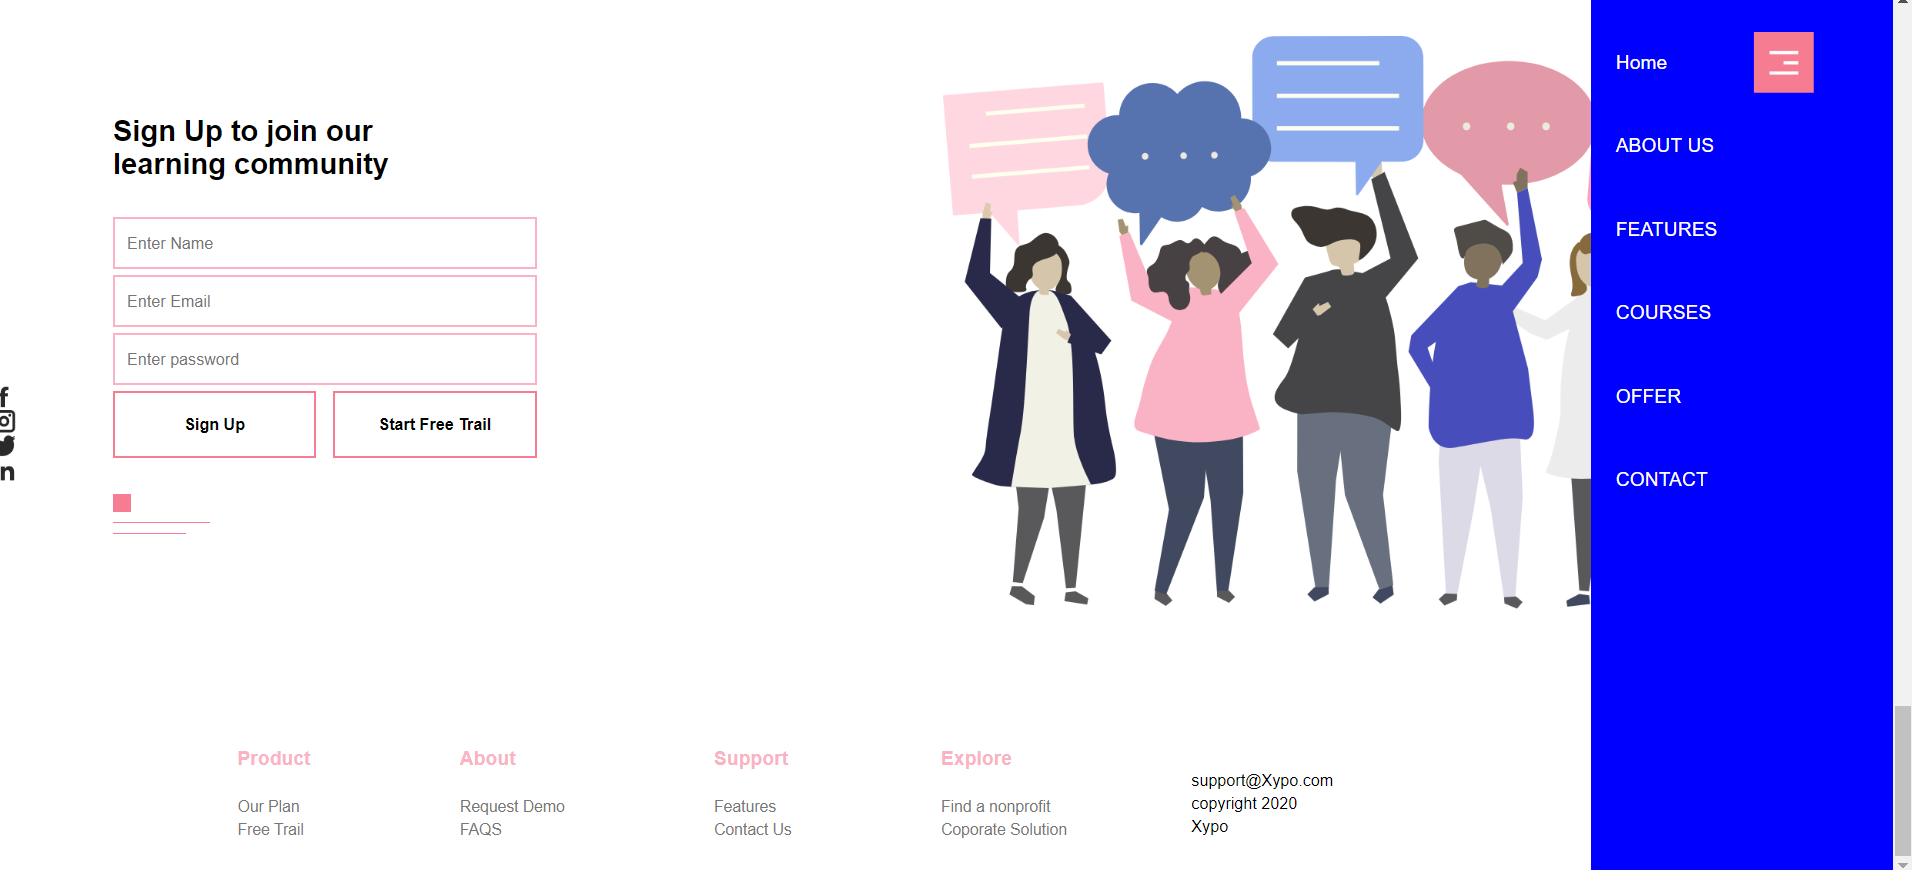 Sign Up to join our
learning community
Enter Name
Enter Email
Enter password
Sign Up
Start Free Trail
Home
ABOUT US
FEATURES
COURSES
OFFER
CONTACT
Product
Our Plan
Free Trail
About
Request Demo
FAQS
Support
Features
Contact Us
Explore
Find a nonprofit
Coporate Solution
support@Xypo.com
copyright 2020
Xypo